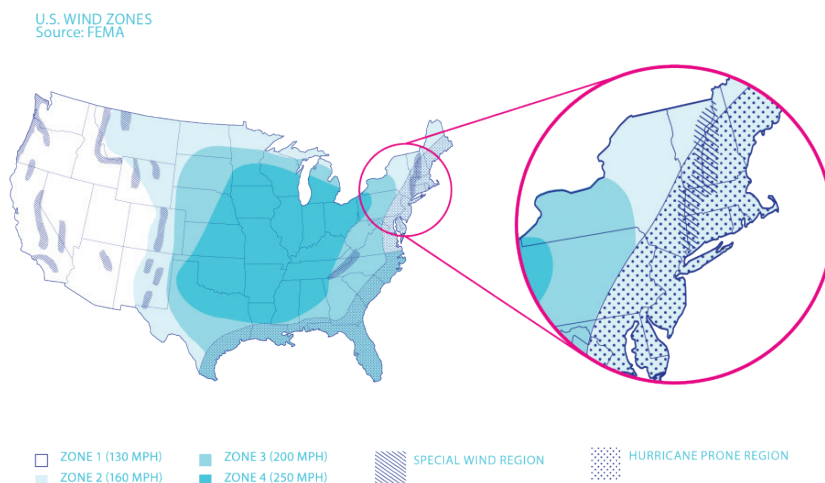 U.S. WIND ZONES
Source: FEMA
ZONE 1 (130 MPH)
ZONE 2 (160 MPH)
ZONE 3 (200 MPH)
ZONE 4 (250 MPH)
SPECIAL WIND REGION
HURRICANE PRONE REGION